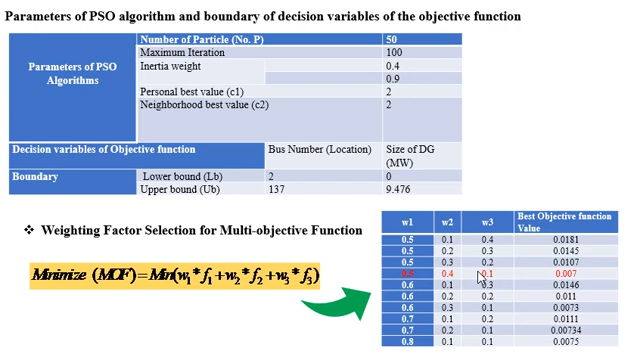 Parameters of PSO algorithm and boundary of decision variables of the objective function
Parameters of PSO Algorithms
Number of Particle (No. P) 50
Maximum Iteration 100
Inertia weight 0.4
0.9
Personal best value (c1) 2
Neighborhood best value (c2) 2
Decision variables of Objective function Bus Number (Location) Size of DG (MW)
Boundary Lower bound (Lb) 2 0
Upper bound (Ub) 137 9.476
❖ Weighting Factor Selection for Multi-objective Function
Minimize (MOF)=Min(w1*f1+w2*f2+w3*f3)
w1 w2 w3 Best Objective function Value
0.5 0.1 0.4 0.0181
0.5 0.2 0.3 0.0145
0.5 0.3 0.2 0.0107
0.5 0.4 0.1 0.007
0.6 0.1 0.3 0.0146
0.6 0.2 0.2 0.011
0.6 0.3 0.1 0.0073
0.7 0.1 0.2 0.0111
0.7 0.2 0.1 0.00734
0.8 0.1 0.1 0.0075